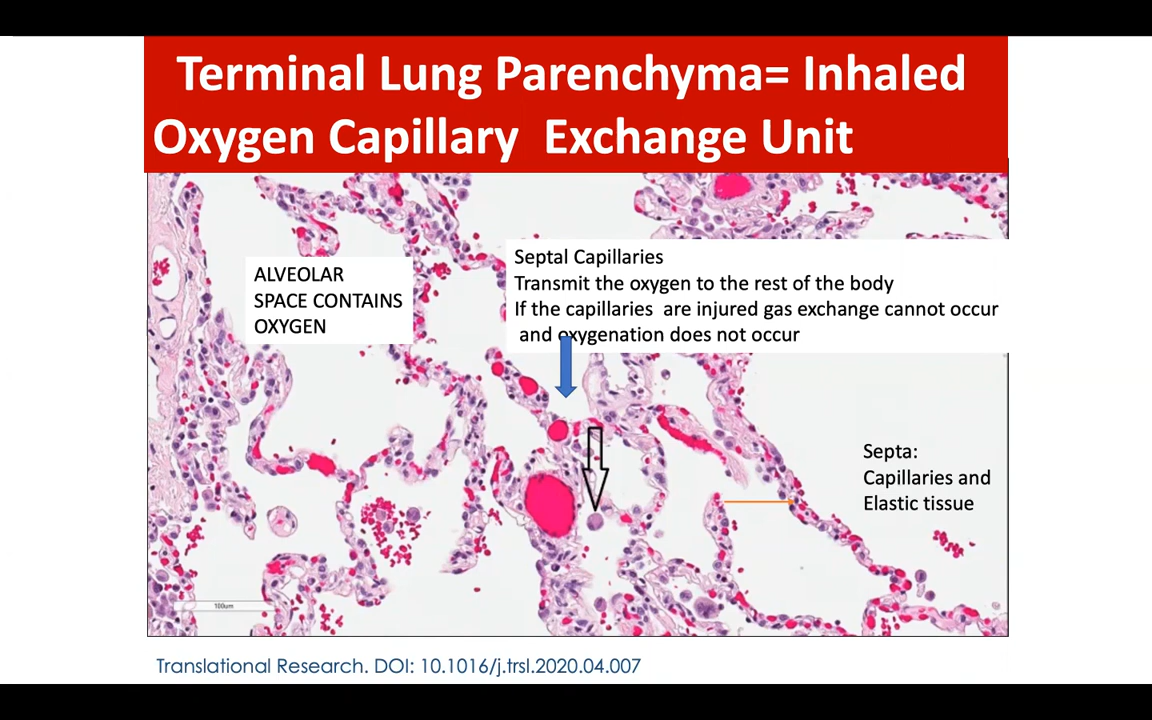 Terminal Lung Parenchyma= Inhaled
Oxygen Capillary  Exchange Unit
ALVEOLAR
SPACE CONTAINS
OXYGEN
Septal Capillaries
Transmit the oxygen to the rest of the body
If the capillaries  are injured gas exchange cannot occur
and oxygenation does not occur
Septa:
Capillaries and
Elastic tissue
100um
Translational Research. DOI: 10.1016/j.trsl.2020.04.007